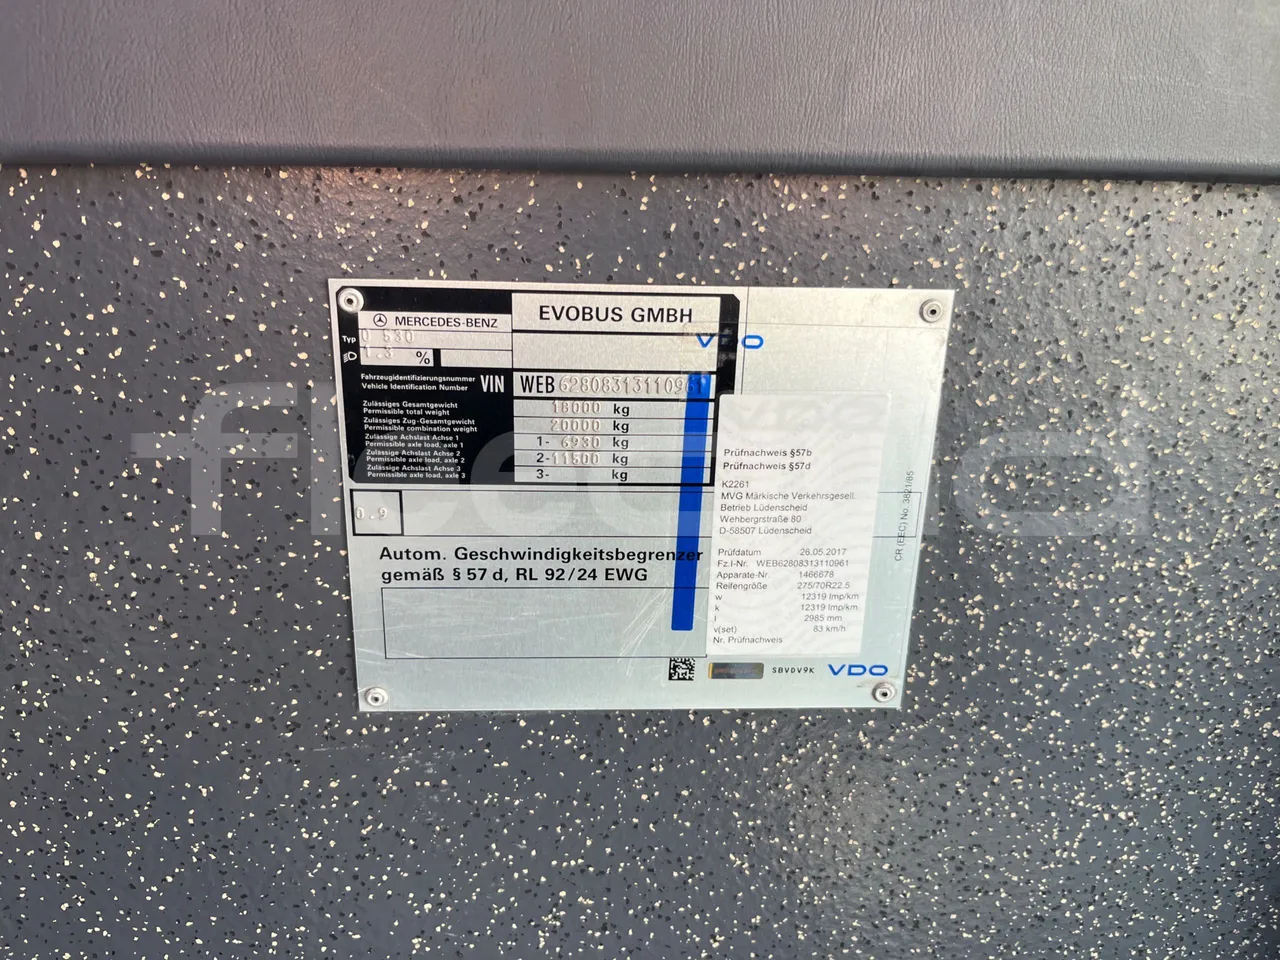 MERCEDES-BENZ
EVOBUS GMBH
Typ O 530
1.3 %
VDO
Fahrzeugidentifizierungsnummer
Vehicle Identification Number
VIN WEB62808313110961
Zulässiges Gesamtgewicht
Permissible total weight
18000 kg
Zulässiges Zug-Gesamtgewicht
Permissible combination weight
20000 kg
Zulässige Achslast Achse 1
Permissible axle load, axle 1
1- 6930 kg
Zulässige Achslast Achse 2
Permissible axle load, axle 2
2- 11500 kg
Zulässige Achslast Achse 3
Permissible axle load, axle 3
3- kg
0.9
Autom. Geschwindigkeitsbegrenzer
gemäß § 57 d, RL 92/24 EWG
Prüfnachweis §57b
Prüfnachweis §57d
K2261
MVG Märkische Verkehrsgesell.
Betrieb Lüdenscheid
Wehbergstraße 80
D-58507 Lüdenscheid
Prüfdatum 26.05.2017
Fz.I-Nr. WEB62808313110961
Apparate-Nr. 1466678
Reifengröße 275/70R22.5
w 12319 Imp/km
k 12319 Imp/km
l 2985 mm
v(set) 83 km/h
Nr. Prüfnachweis
CR (EEC) No. 3821/85
SBVDV9K VDO